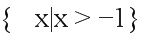 { x|x > -1 }